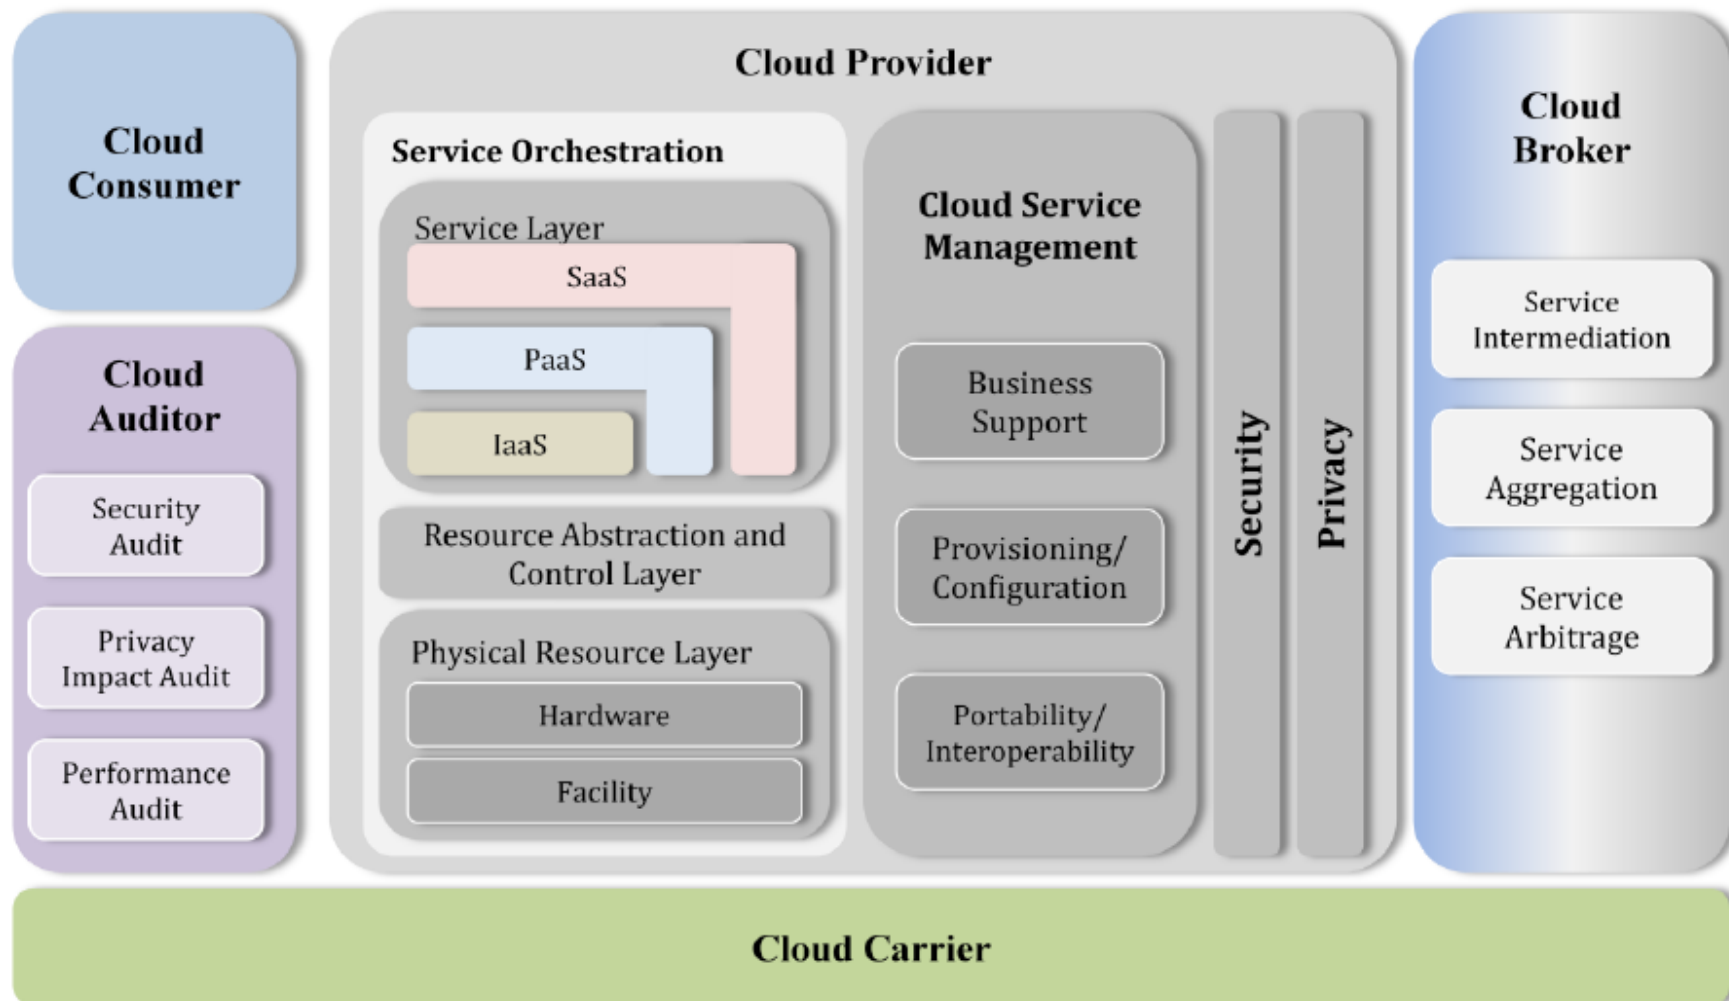 Cloud
Consumer
Cloud
Auditor
Security
Audit
Privacy
Impact Audit
Performance
Audit
Cloud Provider
Service Orchestration
Service Layer
SaaS
PaaS
IaaS
Resource Abstraction and
Control Layer
Physical Resource Layer
Hardware
Facility
Cloud Service
Management
Business
Support
Provisioning/
Configuration
Portability/
Interoperability
Security
Privacy
Cloud
Broker
Service
Intermediation
Service
Aggregation
Service
Arbitrage
Cloud Carrier